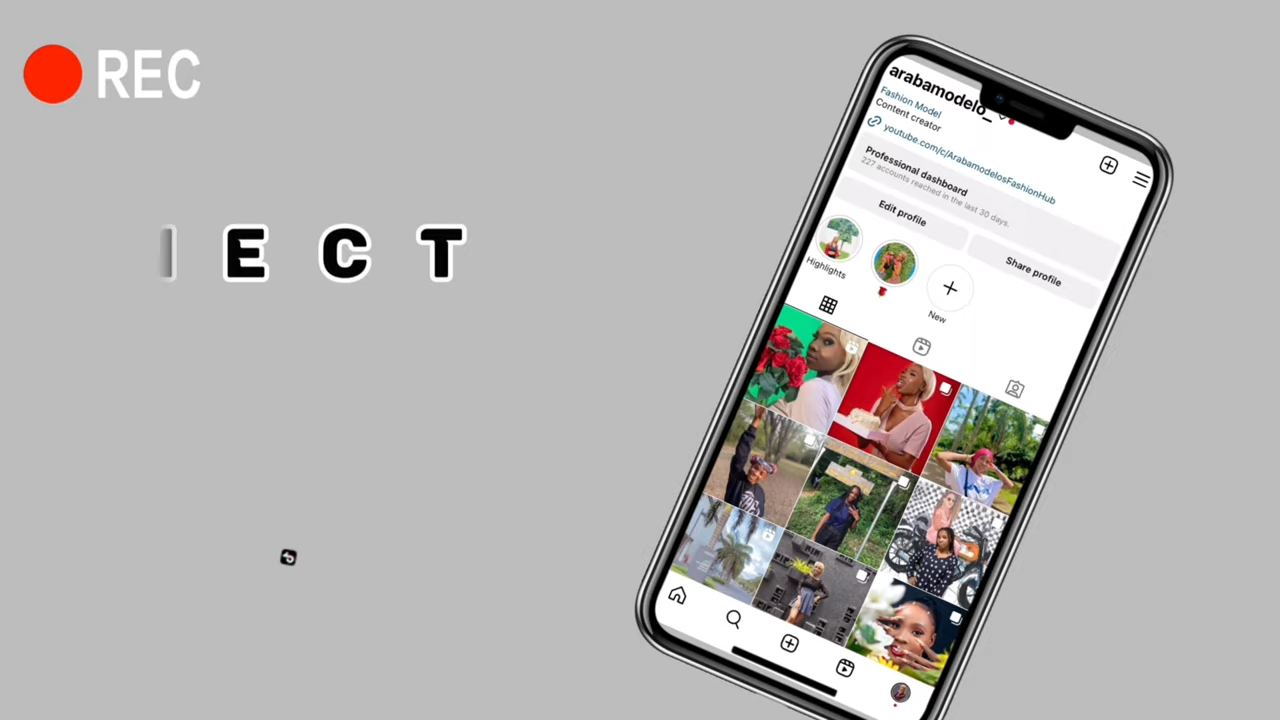 REC
ECT
arabamodelo_
Fashion Model
Content creator
youtube.com/c/ArabamodelosFashionHub
Professional dashboard
227 accounts reached in the last 30 days.
Edit profile
Share profile
Highlights
New